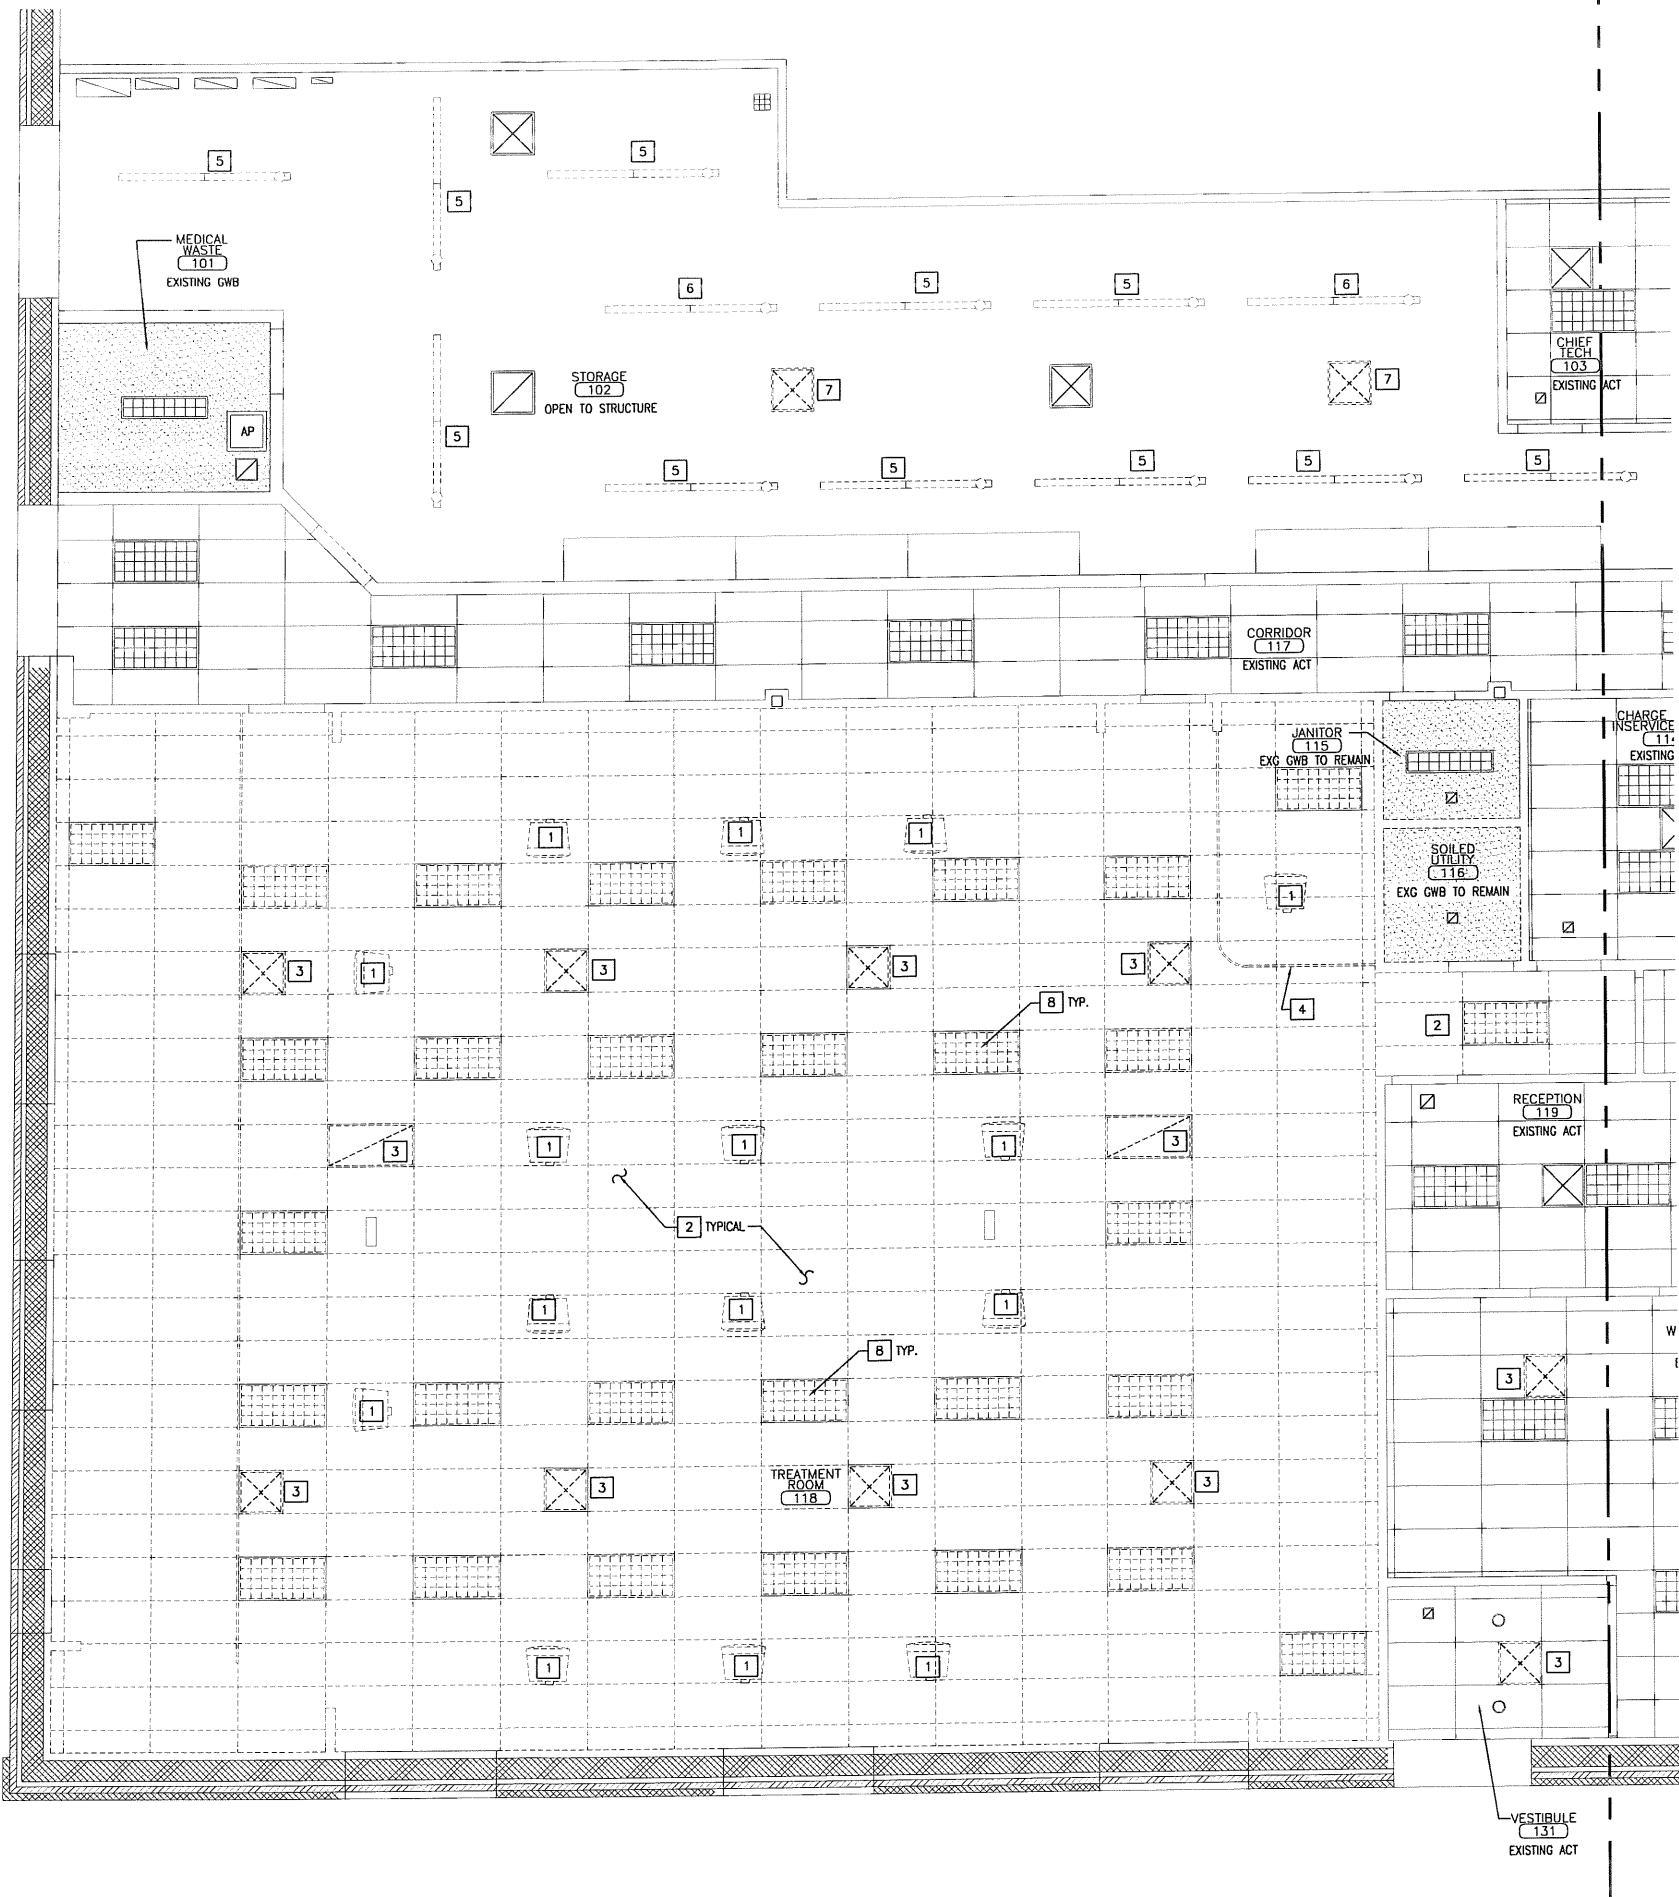 5
5
5
MEDICAL
WASTE
101
EXISTING GWB
6
5
5
6
CHIEF
TECH
103
EXISTING ACT
STORAGE
102
OPEN TO STRUCTURE
7
7
AP
5
5
5
5
5
5
CORRIDOR
117
EXISTING ACT
CHARGE
INSERVICE
EXISTING
JANITOR
115
EXG GWB TO REMAIN
1
1
1
SOILED
UTILITY
116
EXG GWB TO REMAIN
1
3
1
3
3
3
8 TYP.
4
2
RECEPTION
119
EXISTING ACT
3
1
1
1
3
2 TYPICAL
1
1
1
W
8 TYP.
3
1
TREATMENT
ROOM
118
3
3
3
3
1
1
1
3
VESTIBULE
131
EXISTING ACT